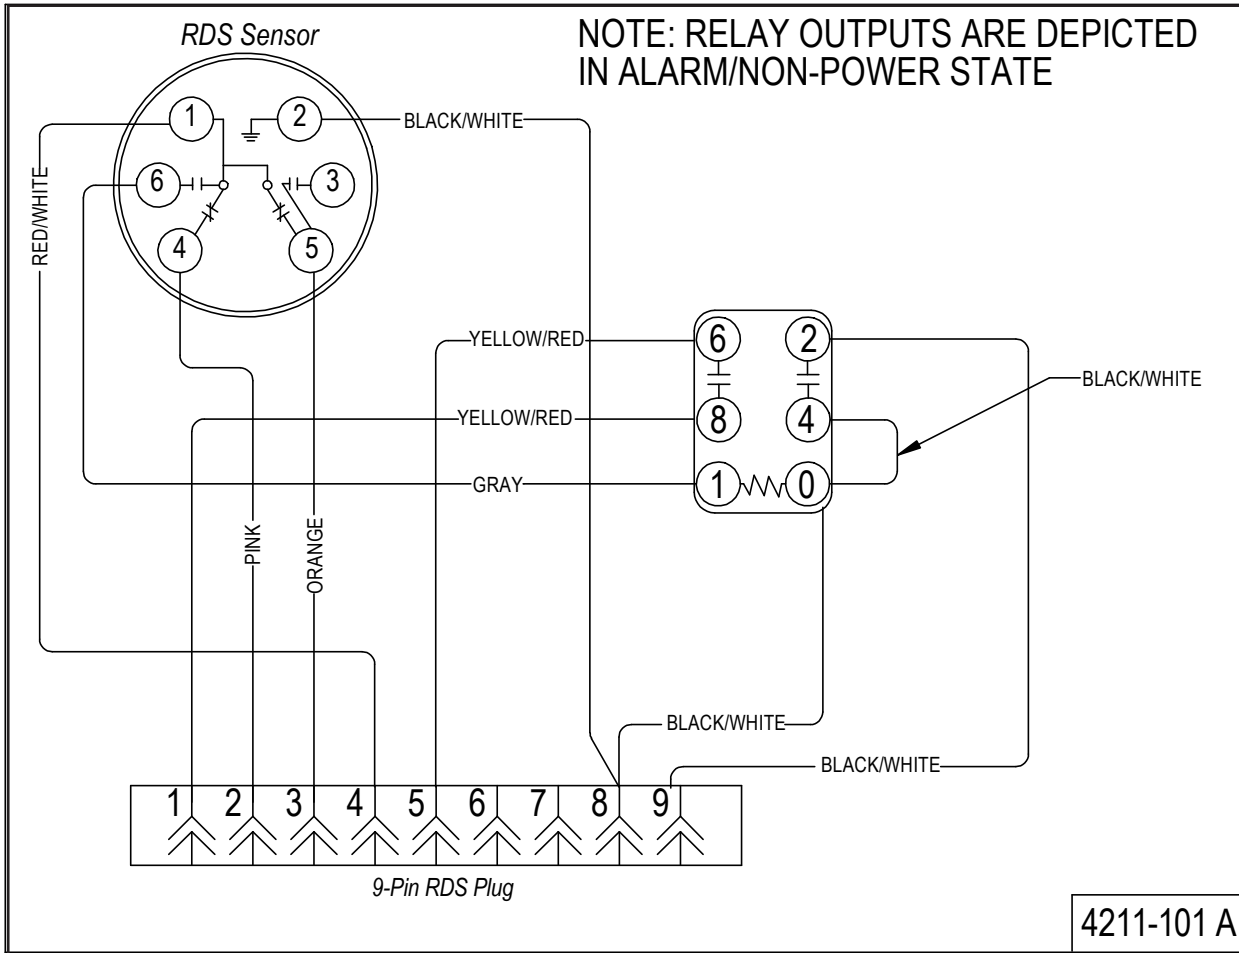 RDS Sensor
NOTE: RELAY OUTPUTS ARE DEPICTED
IN ALARM/NON-POWER STATE
1
2
BLACK/WHITE
6
3
RED/WHITE
4
5
YELLOW/RED
6
2
BLACK/WHITE
YELLOW/RED
8
4
GRAY
1
0
PINK
ORANGE
BLACK/WHITE
BLACK/WHITE
1 2 3 4 5 6 7 8 9
9-Pin RDS Plug
4211-101 A